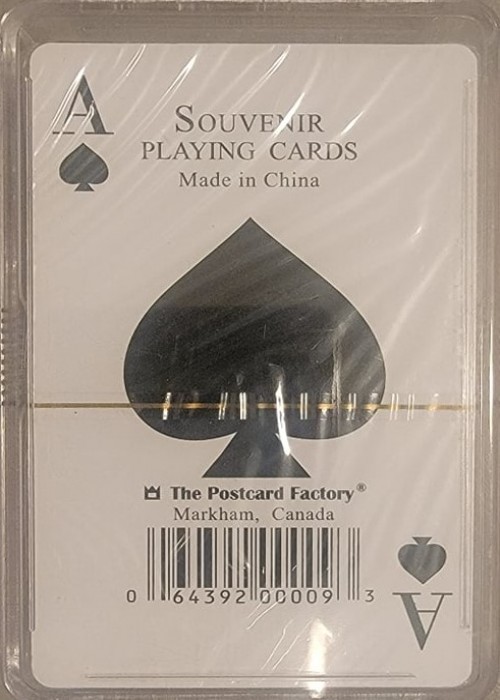 A
SOUVENIR
PLAYING CARDS
Made in China
The Postcard Factory®
Markham, Canada
0 64392 00009 3
A